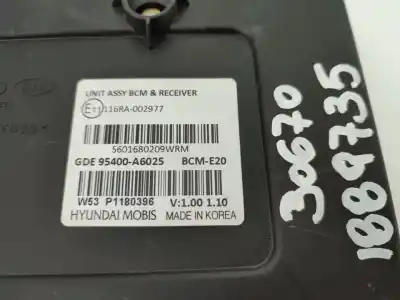 UNIT ASSY BCM & RECEIVER
116RA-002977
5601680209WRM
GDE 95400-A6025 BCM-E20
W53 P1180396 V:1.00 1.10
HYUNDAI MOBIS MADE IN KOREA
30670
1889735